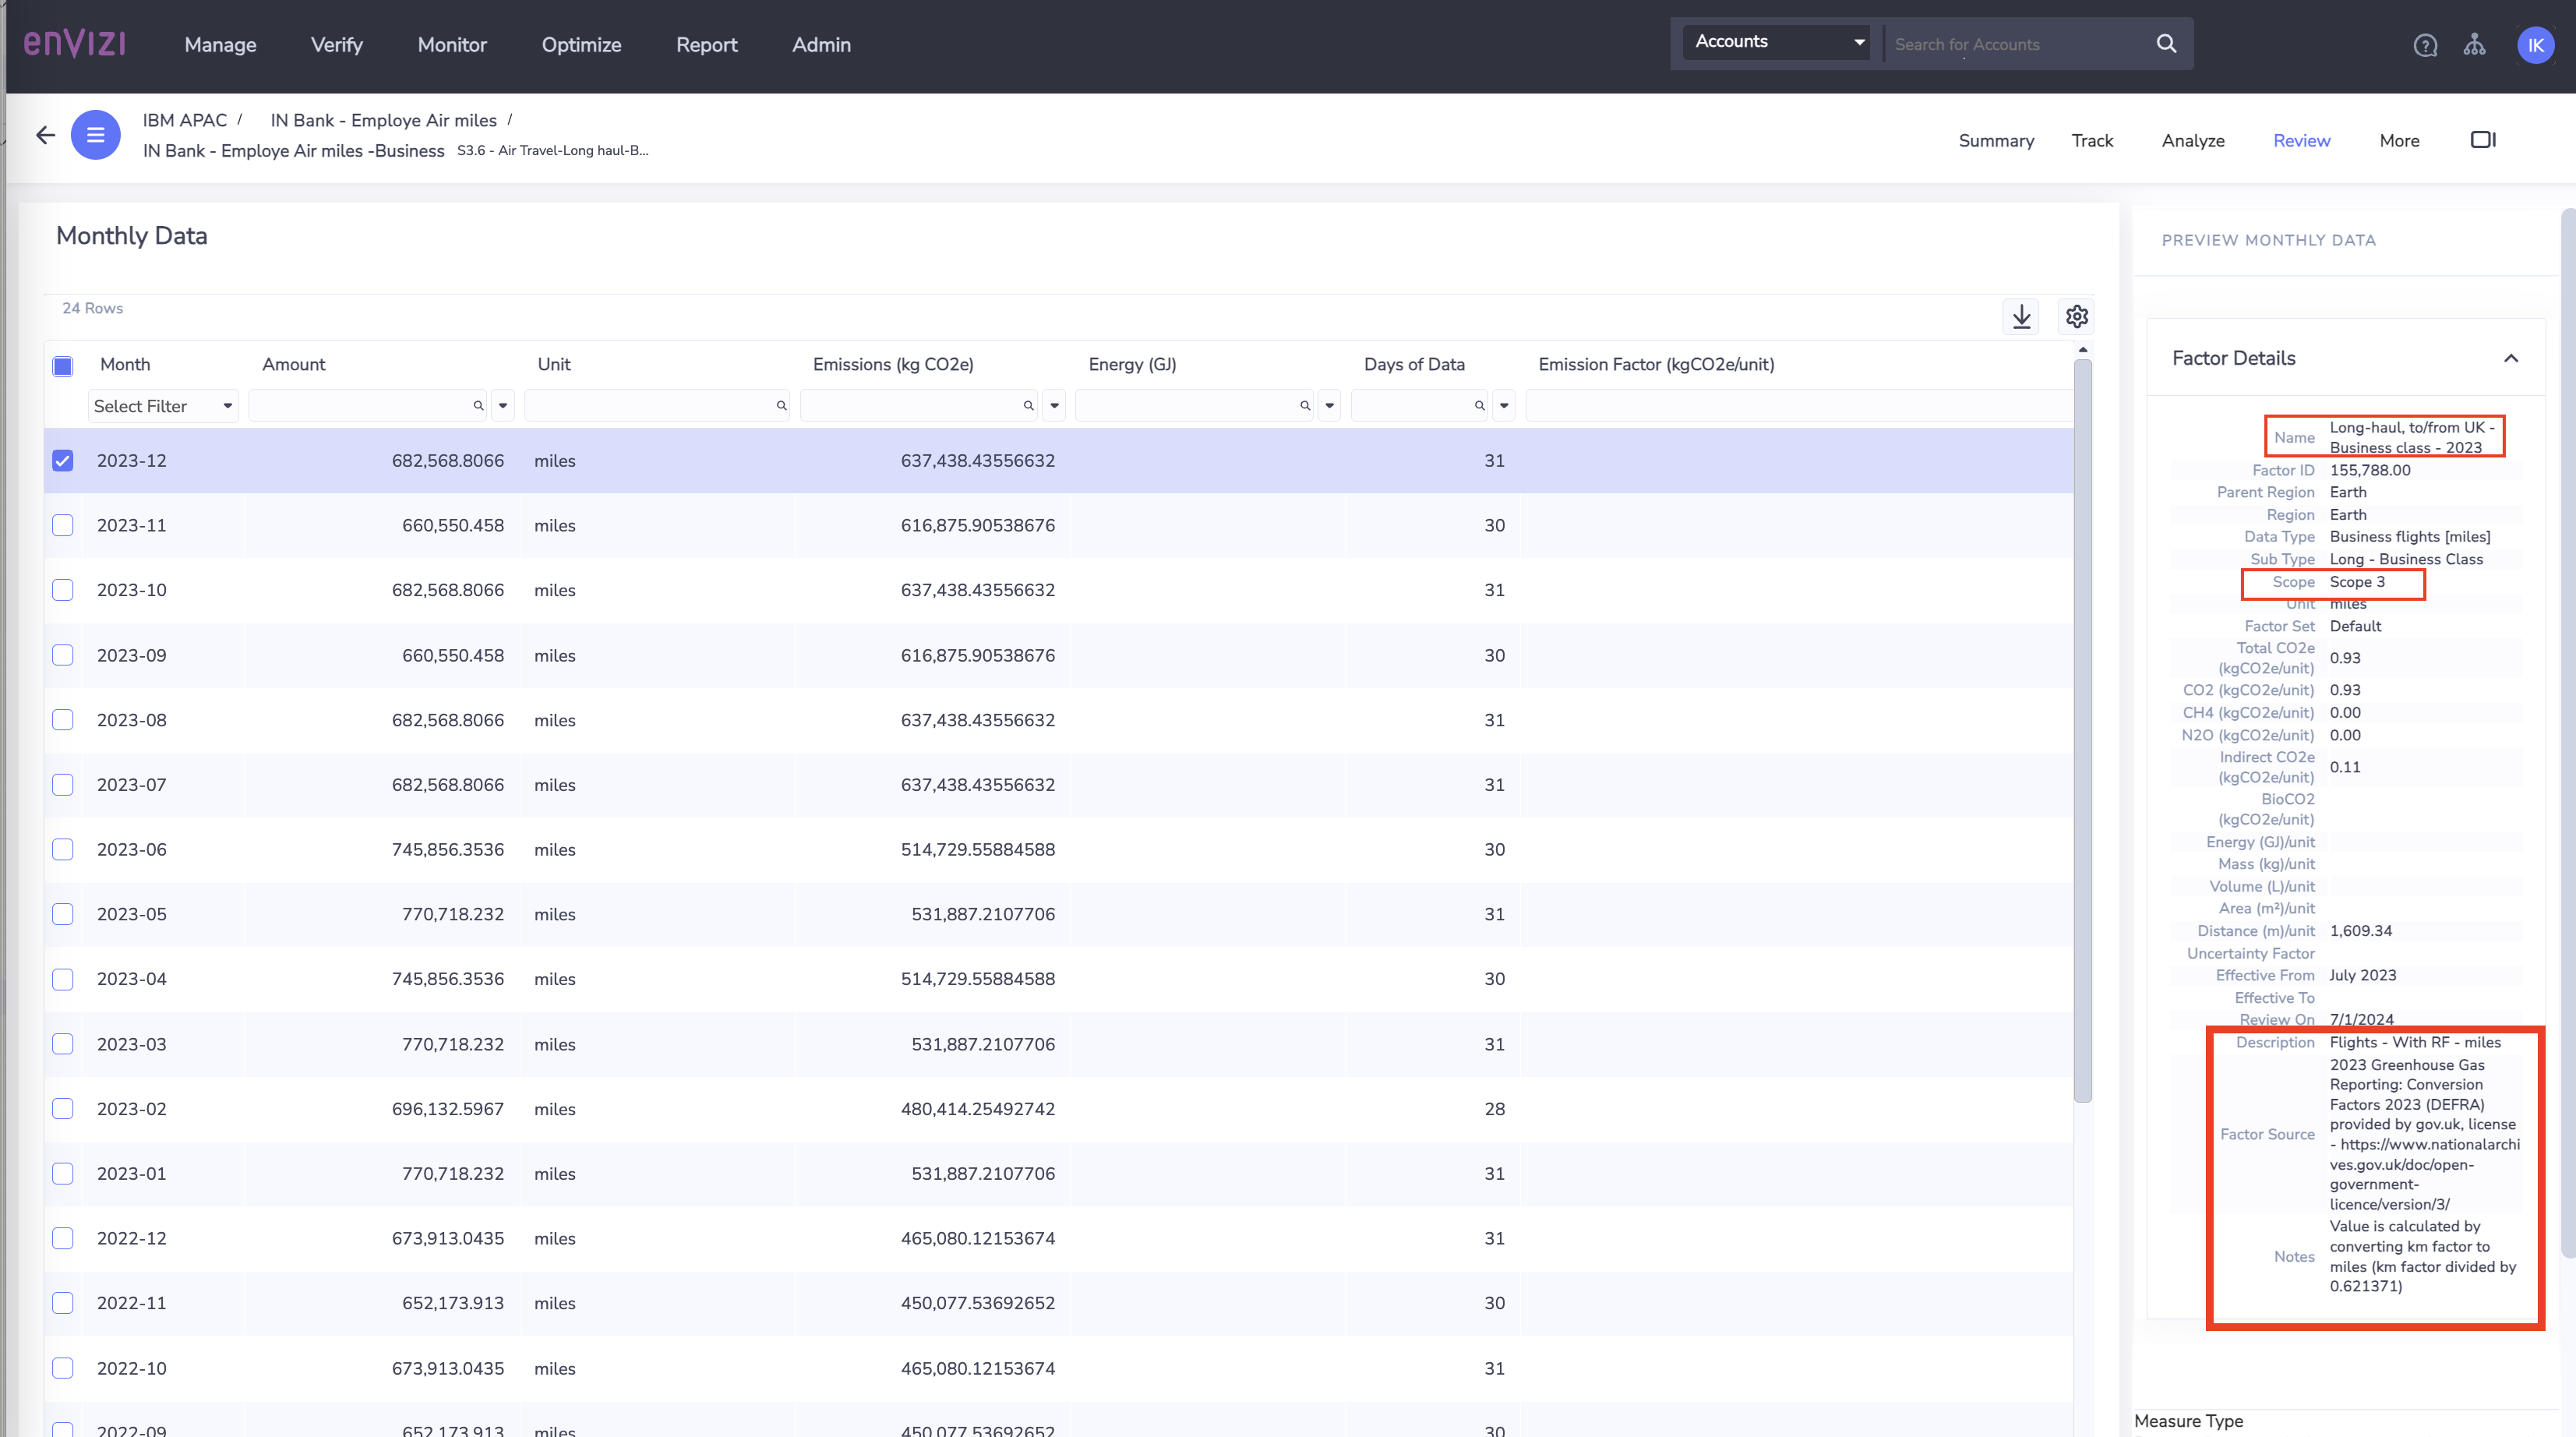 enVizi
Manage Verify Monitor Optimize Report Admin Accounts Search for Accounts IK
IBM APAC / IN Bank - Employe Air miles /
IN Bank - Employe Air miles -Business S3.6 - Air Travel-Long haul-B...
Summary Track Analyze Review More
Monthly Data
24 Rows
Month Amount Unit Emissions (kg CO2e) Energy (GJ) Days of Data Emission Factor (kgCO2e/unit)
Select Filter
2023-12 682,568.8066 miles 637,438.43556632 31
2023-11 660,550.458 miles 616,875.90538676 30
2023-10 682,568.8066 miles 637,438.43556632 31
2023-09 660,550.458 miles 616,875.90538676 30
2023-08 682,568.8066 miles 637,438.43556632 31
2023-07 682,568.8066 miles 637,438.43556632 31
2023-06 745,856.3536 miles 514,729.55884588 30
2023-05 770,718.232 miles 531,887.2107706 31
2023-04 745,856.3536 miles 514,729.55884588 30
2023-03 770,718.232 miles 531,887.2107706 31
2023-02 696,132.5967 miles 480,414.25492742 28
2023-01 770,718.232 miles 531,887.2107706 31
2022-12 673,913.0435 miles 465,080.12153674 31
2022-11 652,173.913 miles 450,077.53692652 30
2022-10 673,913.0435 miles 465,080.12153674 31
2022-09 652,173.913 miles 450,077.53692652 30
PREVIEW MONTHLY DATA
Factor Details
Name Long-haul, to/from UK -
Business class - 2023
Factor ID 155,788.00
Parent Region Earth
Region Earth
Data Type Business flights [miles]
Sub Type Long - Business Class
Scope Scope 3
Unit miles
Factor Set Default
Total CO2e
(kgCO2e/unit) 0.93
CO2 (kgCO2e/unit) 0.93
CH4 (kgCO2e/unit) 0.00
N2O (kgCO2e/unit) 0.00
Indirect CO2e
(kgCO2e/unit) 0.11
BioCO2
(kgCO2e/unit)
Energy (GJ)/unit
Mass (kg)/unit
Volume (L)/unit
Area (m²)/unit
Distance (m)/unit 1,609.34
Uncertainty Factor
Effective From July 2023
Effective To
Review On 7/1/2024
Description Flights - With RF - miles
Factor Source 2023 Greenhouse Gas
Reporting: Conversion
Factors 2023 (DEFRA)
provided by gov.uk, license
- https://www.nationalarchi
ves.gov.uk/doc/open-
government-
licence/version/3/
Notes Value is calculated by
converting km factor to
miles (km factor divided by
0.621371)
Measure Type